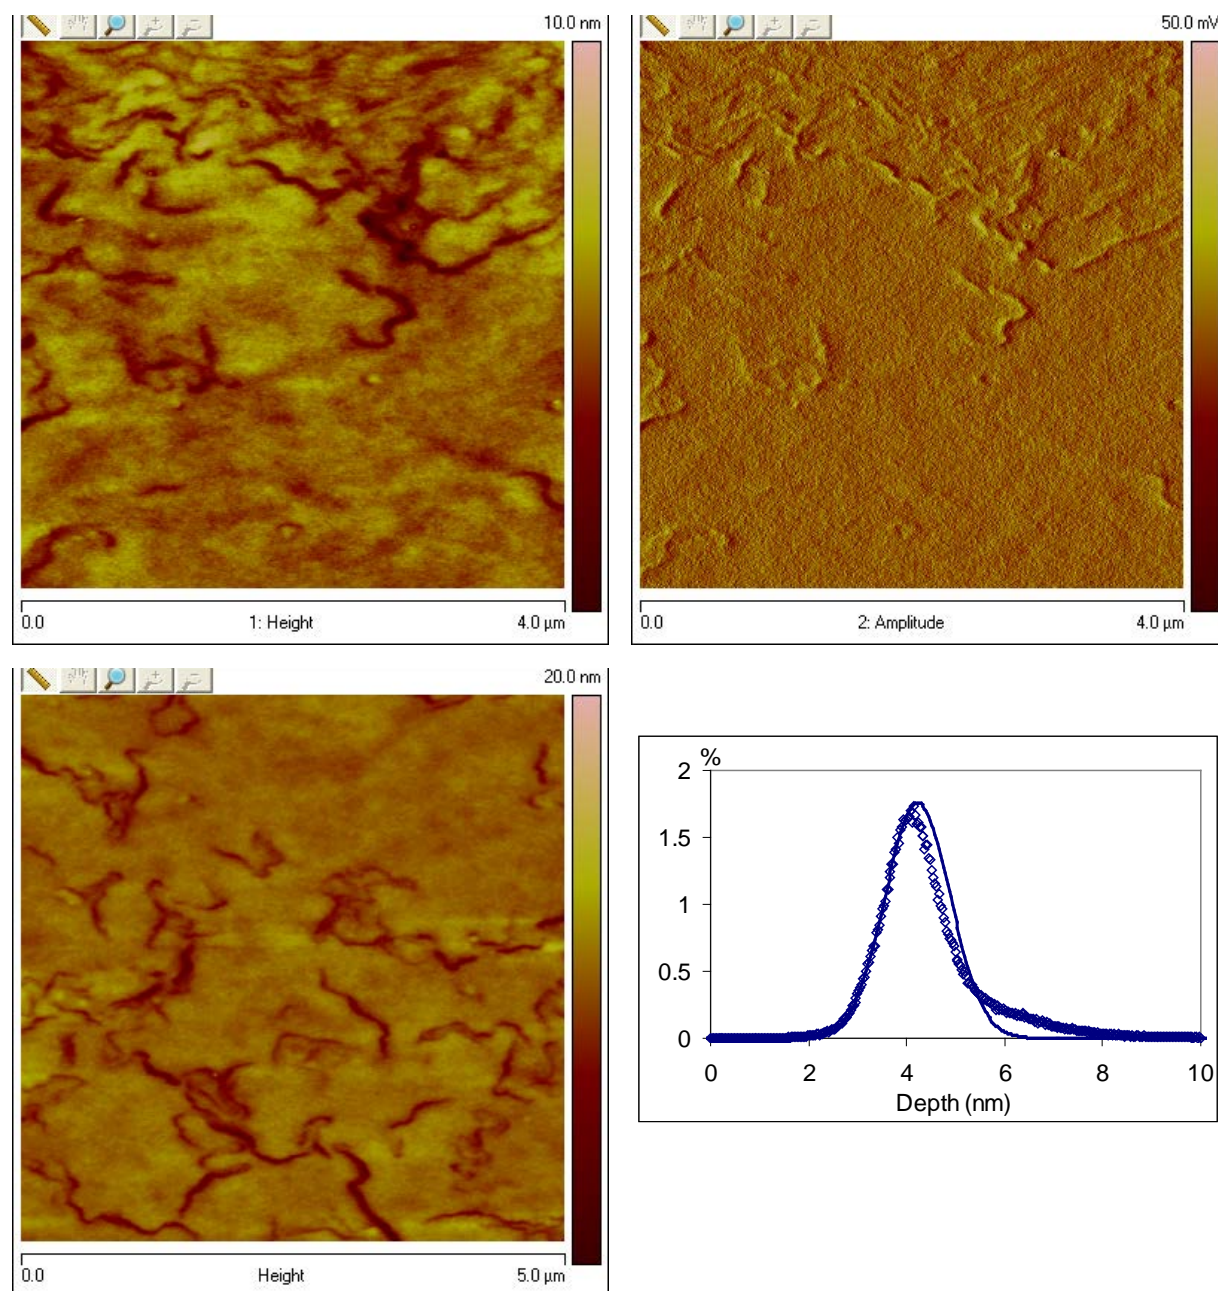 10.0 nm
50.0 mV
0.0 1: Height 4.0 µm
0.0 2: Amplitude 4.0 µm
20.0 nm
0.0 Height 5.0 µm
%
2
1.5
1
0.5
0
0 2 4 6 8 10
Depth (nm)